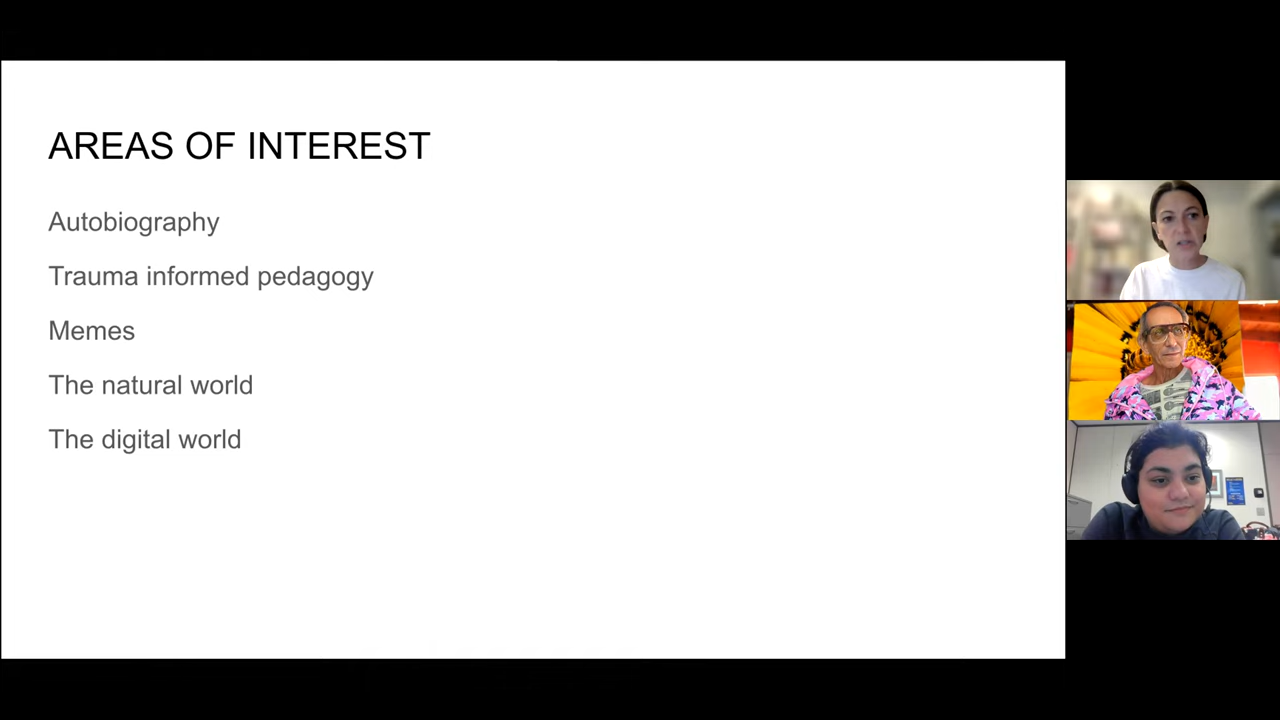 AREAS OF INTEREST
Autobiography
Trauma informed pedagogy
Memes
The natural world
The digital world